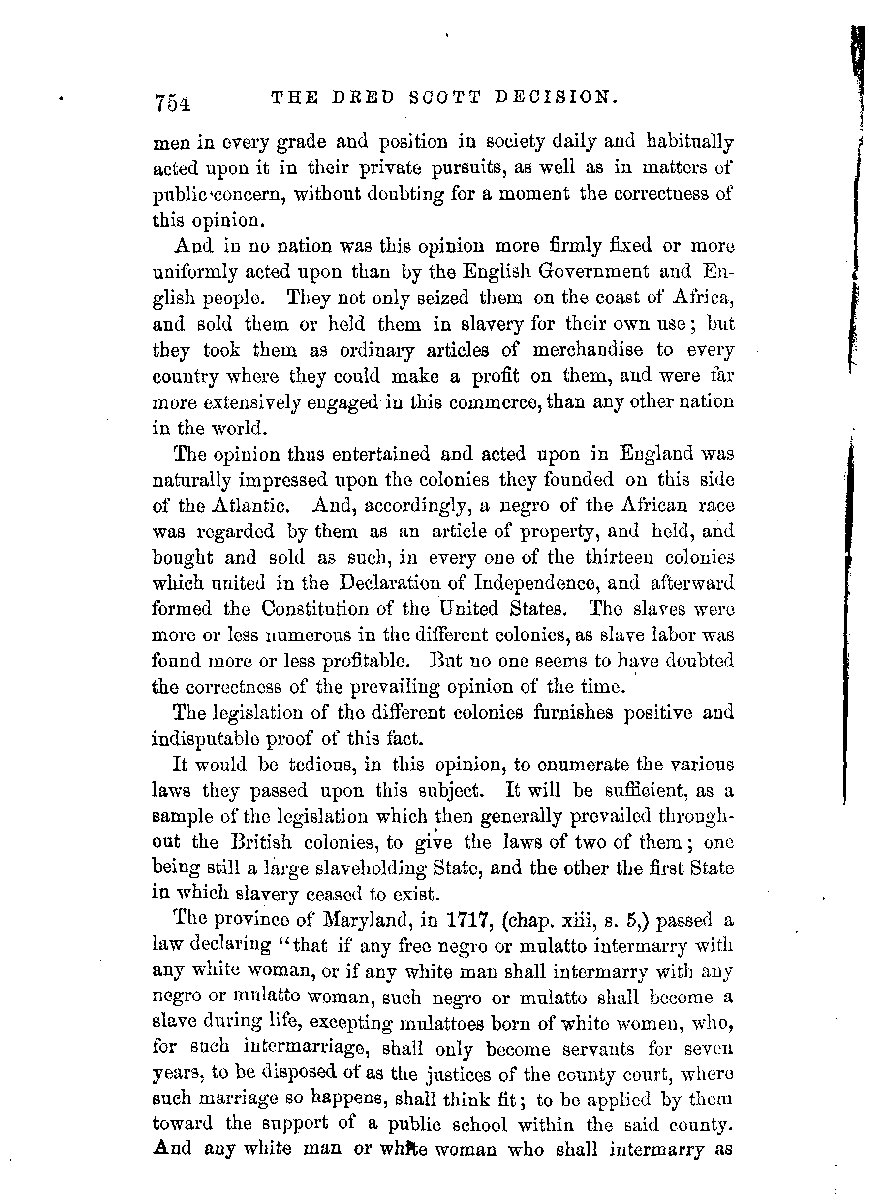 754 THE DRED SCOTT DECISION.
men in every grade and position in society daily and habitually
acted upon it in their private pursuits, as well as in matters of
public concern, without doubting for a moment the correctness of
this opinion.
And in no nation was this opinion more firmly fixed or more
uniformly acted upon than by the English Government and En-
glish people. They not only seized them on the coast of Africa,
and sold them or held them in slavery for their own use; but
they took them as ordinary articles of merchandise to every
country where they could make a profit on them, and were far
more extensively engaged in this commerce, than any other nation
in the world.
The opinion thus entertained and acted upon in England was
naturally impressed upon the colonies they founded on this side
of the Atlantic. And, accordingly, a negro of the African race
was regarded by them as an article of property, and held, and
bought and sold as such, in every one of the thirteen colonies
which united in the Declaration of Independence, and afterward
formed the Constitution of the United States. The slaves were
more or less numerous in the different colonies, as slave labor was
found more or less profitable. But no one seems to have doubted
the correctness of the prevailing opinion of the time.
The legislation of the different colonies furnishes positive and
indisputable proof of this fact.
It would be tedious, in this opinion, to enumerate the various
laws they passed upon this subject. It will be sufficient, as a
sample of the legislation which then generally prevailed through-
out the British colonies, to give the laws of two of them; one
being still a large slaveholding State, and the other the first State
in which slavery ceased to exist.
The province of Maryland, in 1717, (chap. xiii, s. 5,) passed a
law declaring "that if any free negro or mulatto intermarry with
any white woman, or if any white man shall intermarry with any
negro or mulatto woman, such negro or mulatto shall become a
slave during life, excepting mulattoes born of white women, who,
for such intermarriage, shall only become servants for seven
years, to be disposed of as the justices of the county court, where
such marriage so happens, shall think fit; to be applied by them
toward the support of a public school within the said county.
And any white man or white woman who shall intermarry as